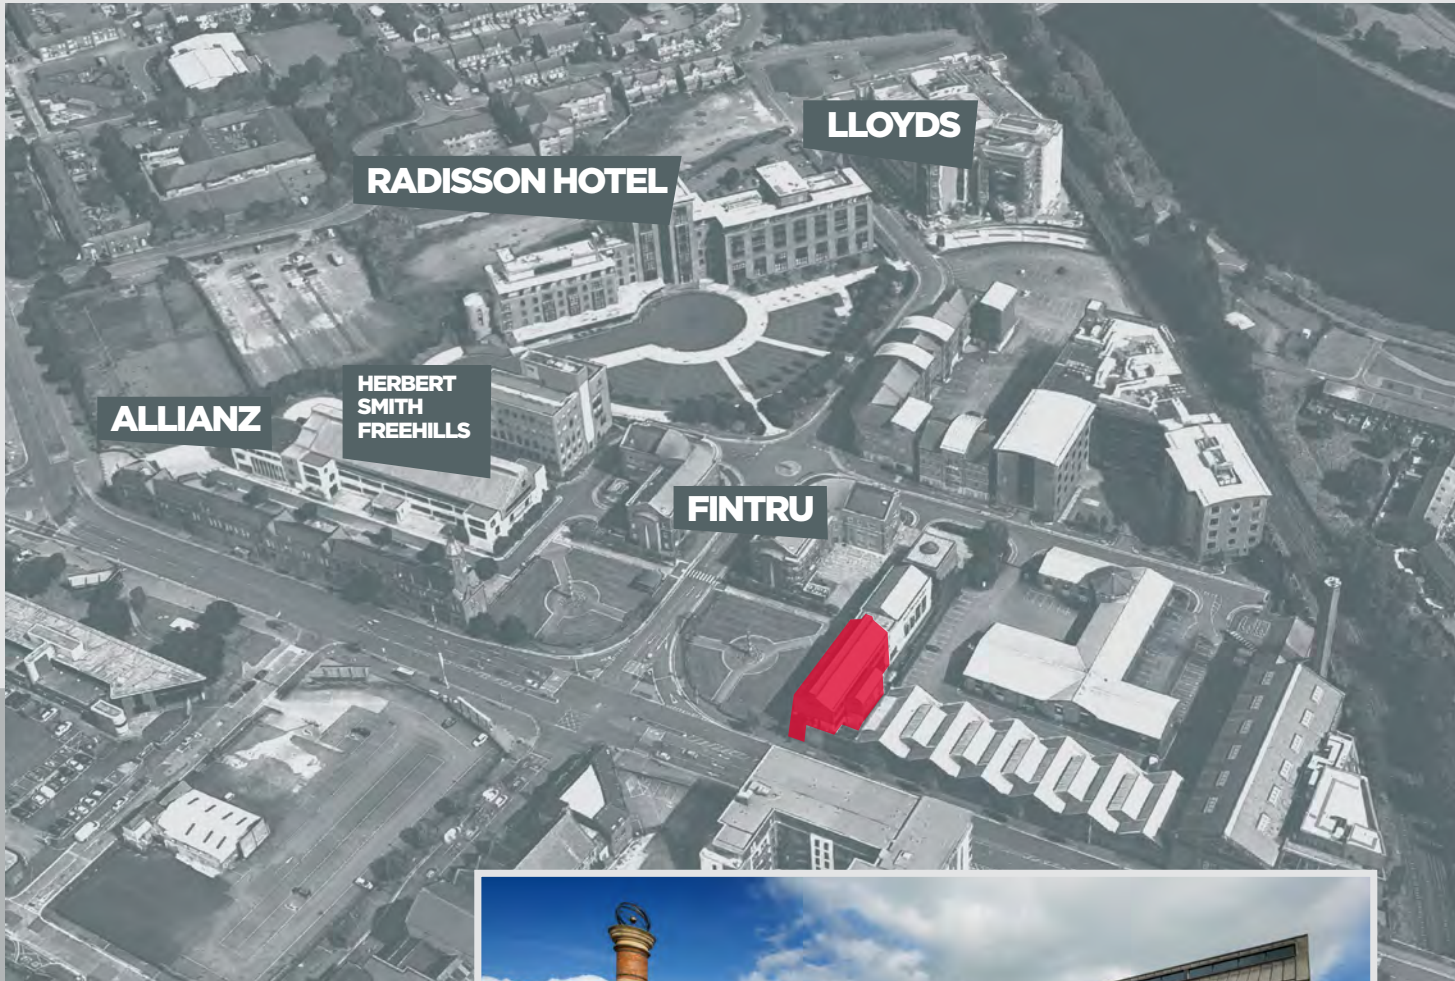 LLOYDS
RADISSON HOTEL
HERBERT
SMITH
FREEHILLS
ALLIANZ
FINTRU